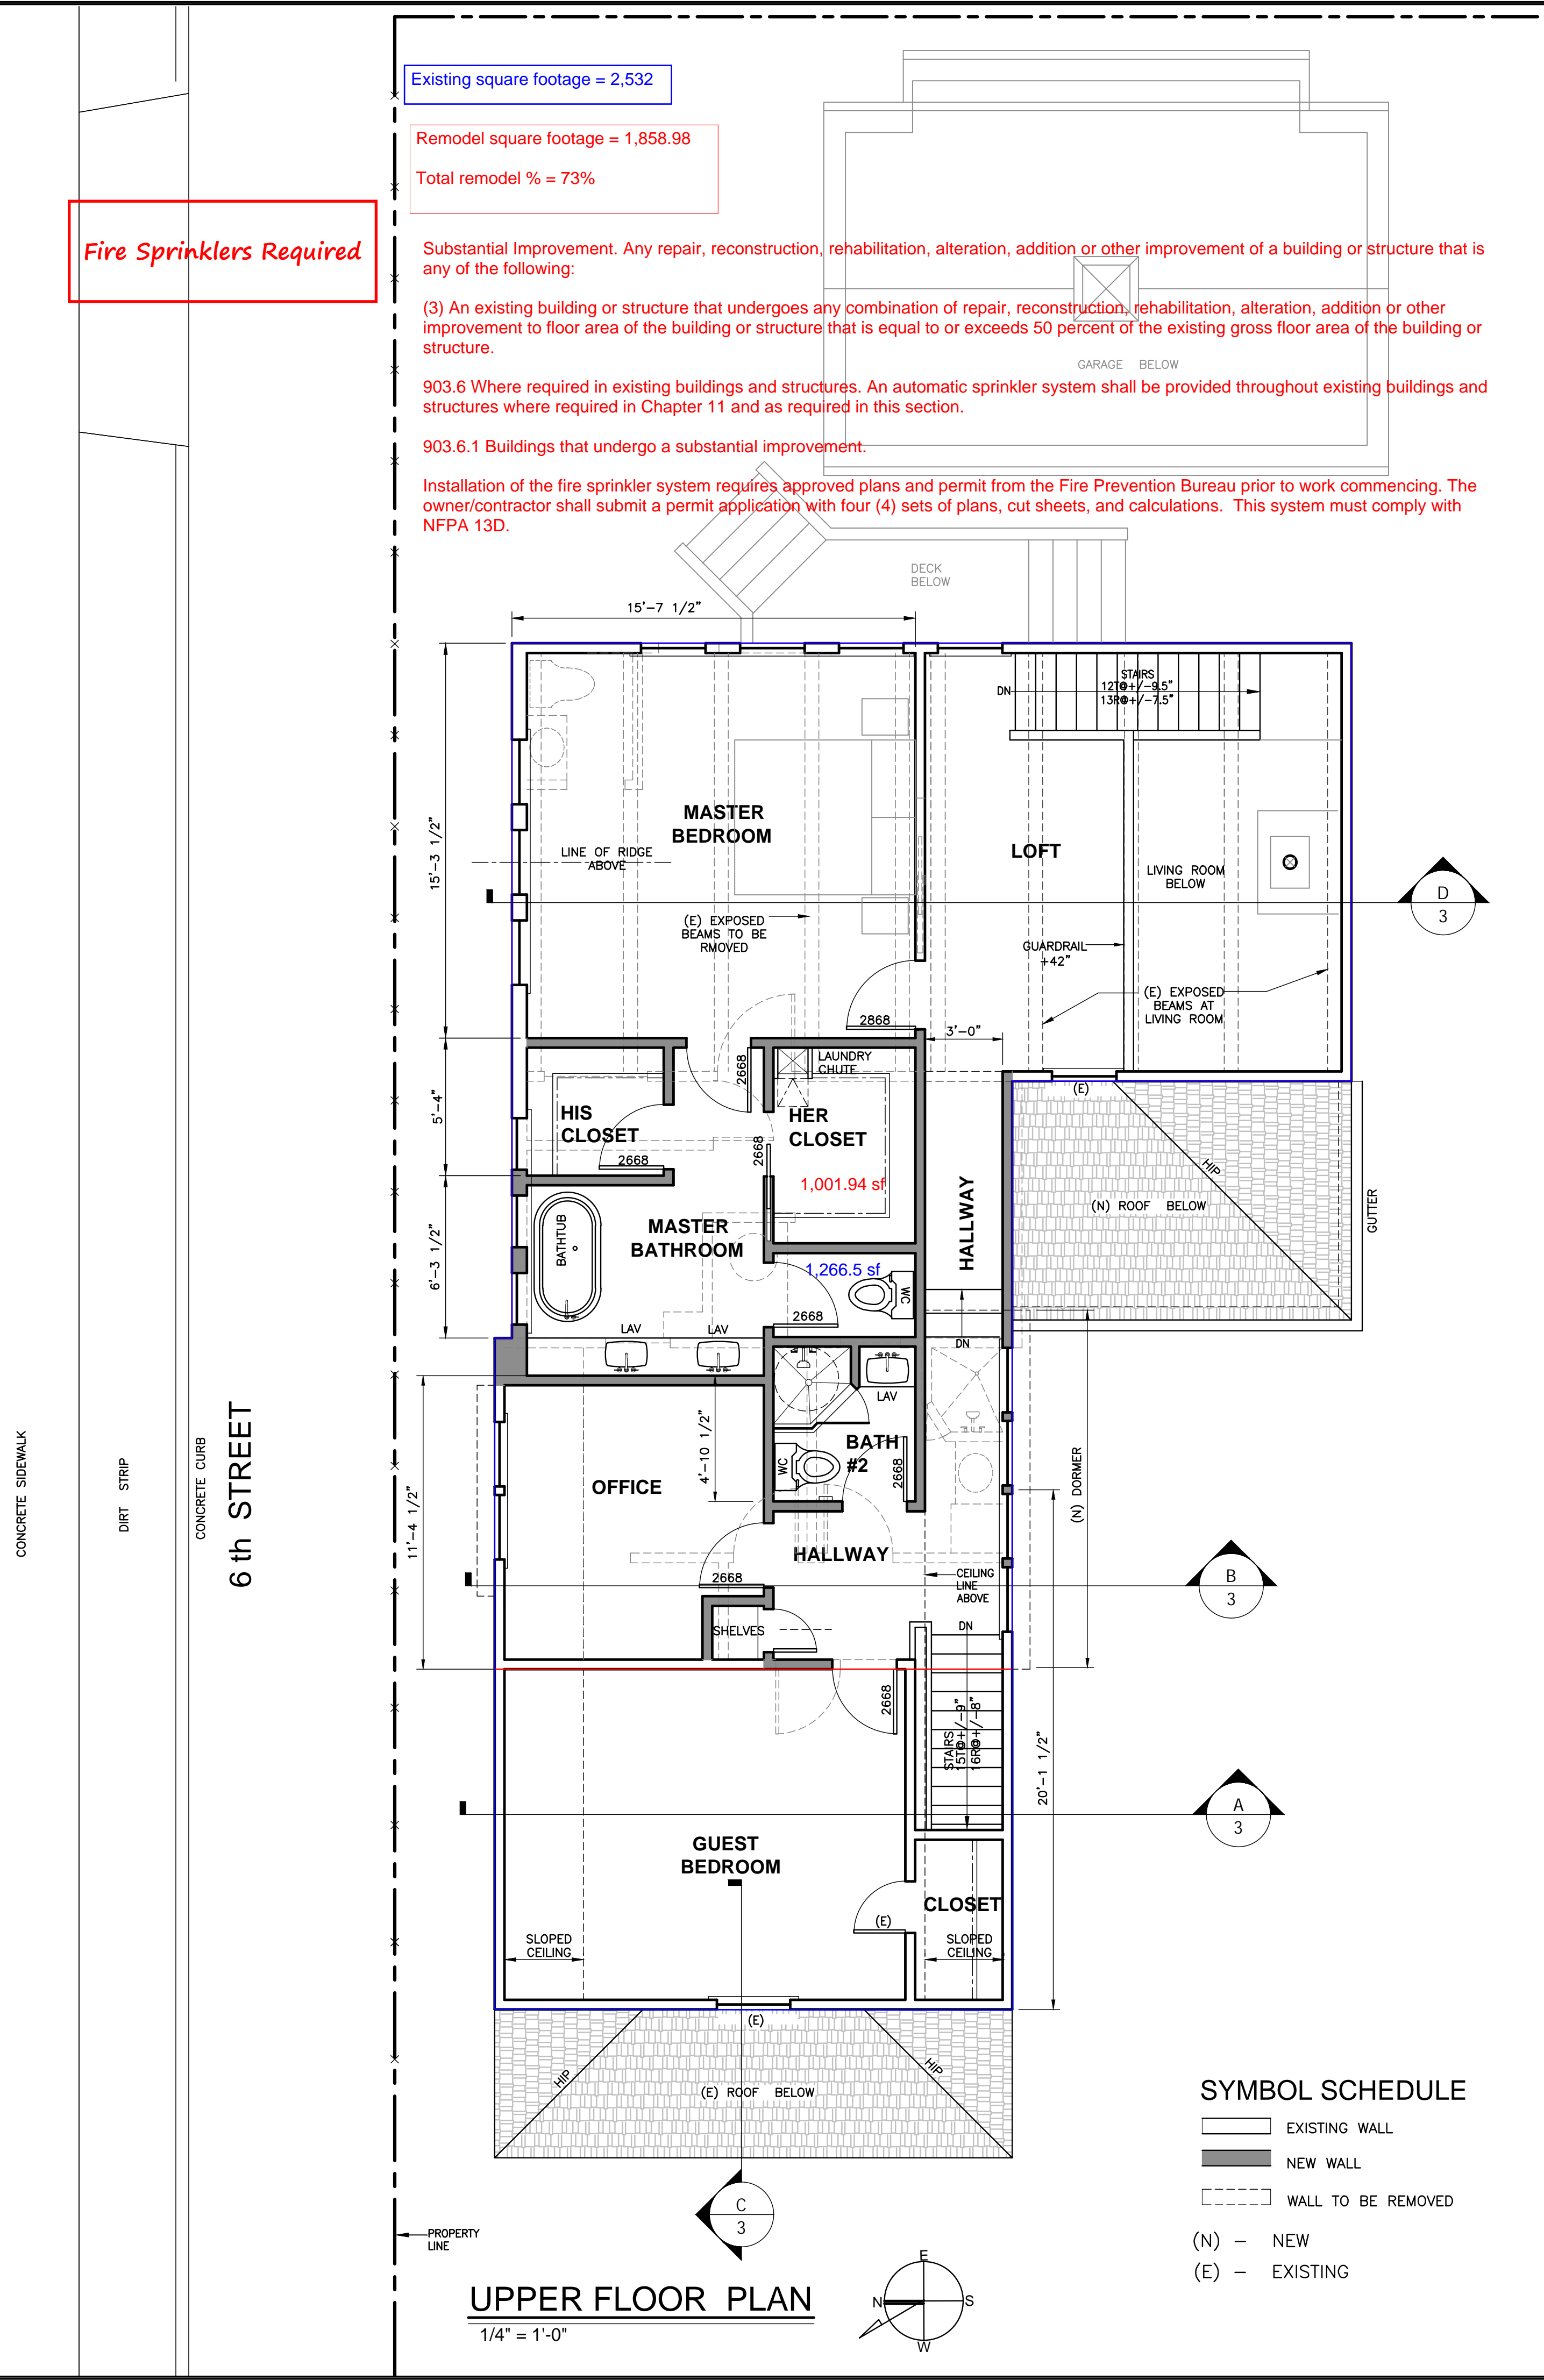 Existing square footage = 2,532
Remodel square footage = 1,858.98
Total remodel % = 73%
Fire Sprinklers Required
Substantial Improvement. Any repair, reconstruction, rehabilitation, alteration, addition or other improvement of a building or structure that is
any of the following:
(3) An existing building or structure that undergoes any combination of repair, reconstruction, rehabilitation, alteration, addition or other
improvement to floor area of the building or structure that is equal to or exceeds 50 percent of the existing gross floor area of the building or
structure.
GARAGE BELOW
903.6 Where required in existing buildings and structures. An automatic sprinkler system shall be provided throughout existing buildings and
structures where required in Chapter 11 and as required in this section.
903.6.1 Buildings that undergo a substantial improvement.
Installation of the fire sprinkler system requires approved plans and permit from the Fire Prevention Bureau prior to work commencing. The
owner/contractor shall submit a permit application with four (4) sets of plans, cut sheets, and calculations. This system must comply with
NFPA 13D.
DECK
BELOW
15'-7 1/2"
STAIRS
12T@+/-9.5"
13R@+/-7.5"
DN
MASTER
BEDROOM
15'-3 1/2"
LINE OF RIDGE
ABOVE
LOFT
LIVING ROOM
BELOW
D
3
(E) EXPOSED
BEAMS TO BE
RMOVED
GUARDRAIL
+42"
(E) EXPOSED
BEAMS AT
LIVING ROOM
2868
3'-0"
LAUNDRY
CHUTE
2668
(E)
5'-4"
HIS
CLOSET
HER
CLOSET
2668
2668
1,001.94 sf
HIP
(N) ROOF BELOW
GUTTER
HALLWAY
MASTER
BATHROOM
BATHTUB
6'-3 1/2"
1,266.5 sf
WC
2668
LAV
LAV
DN
LAV
4'-10 1/2"
BATH
#2
WC
2668
OFFICE
(N) DORMER
11'-4 1/2"
HALLWAY
2668
CEILING
LINE
ABOVE
B
3
SHELVES
DN
2668
STAIRS
15T@+/-9"
16R@+/-8"
20'-1 1/2"
A
3
GUEST
BEDROOM
CLOSET
(E)
SLOPED
CEILING
SLOPED
CEILING
(E)
HIP
HIP
(E) ROOF BELOW
C
3
CONCRETE SIDEWALK
DIRT STRIP
CONCRETE CURB
6 th STREET
PROPERTY
LINE
SYMBOL SCHEDULE
EXISTING WALL
NEW WALL
WALL TO BE REMOVED
(N) - NEW
(E) - EXISTING
UPPER FLOOR PLAN
1/4" = 1'-0"
E
N
S
W